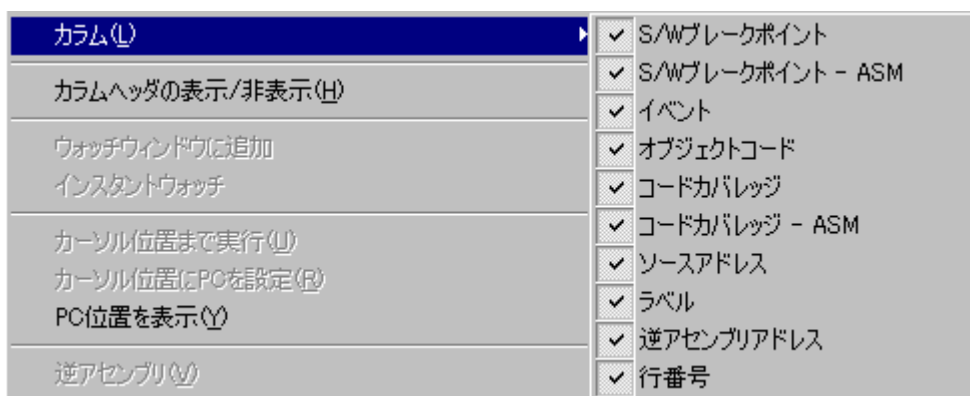 カラム(L)
カラムヘッダの表示/非表示(H)
ウォッチウィンドウに追加
インスタントウォッチ
カーソル位置まで実行(U)
カーソル位置にPCを設定(R)
PC位置を表示(Y)
逆アセンブリ(V)
S/Wブレークポイント
S/Wブレークポイント - ASM
イベント
オブジェクトコード
コードカバレッジ
コードカバレッジ - ASM
ソースアドレス
ラベル
逆アセンブリアドレス
行番号